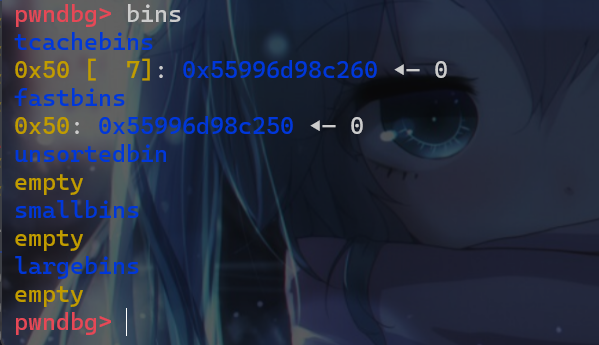 pwndbg> bins
tcachebins
0x50 [  7]: 0x55996d98c260 ◂— 0
fastbins
0x50: 0x55996d98c250 ◂— 0
unsortedbin
empty
smallbins
empty
largebins
empty
pwndbg>